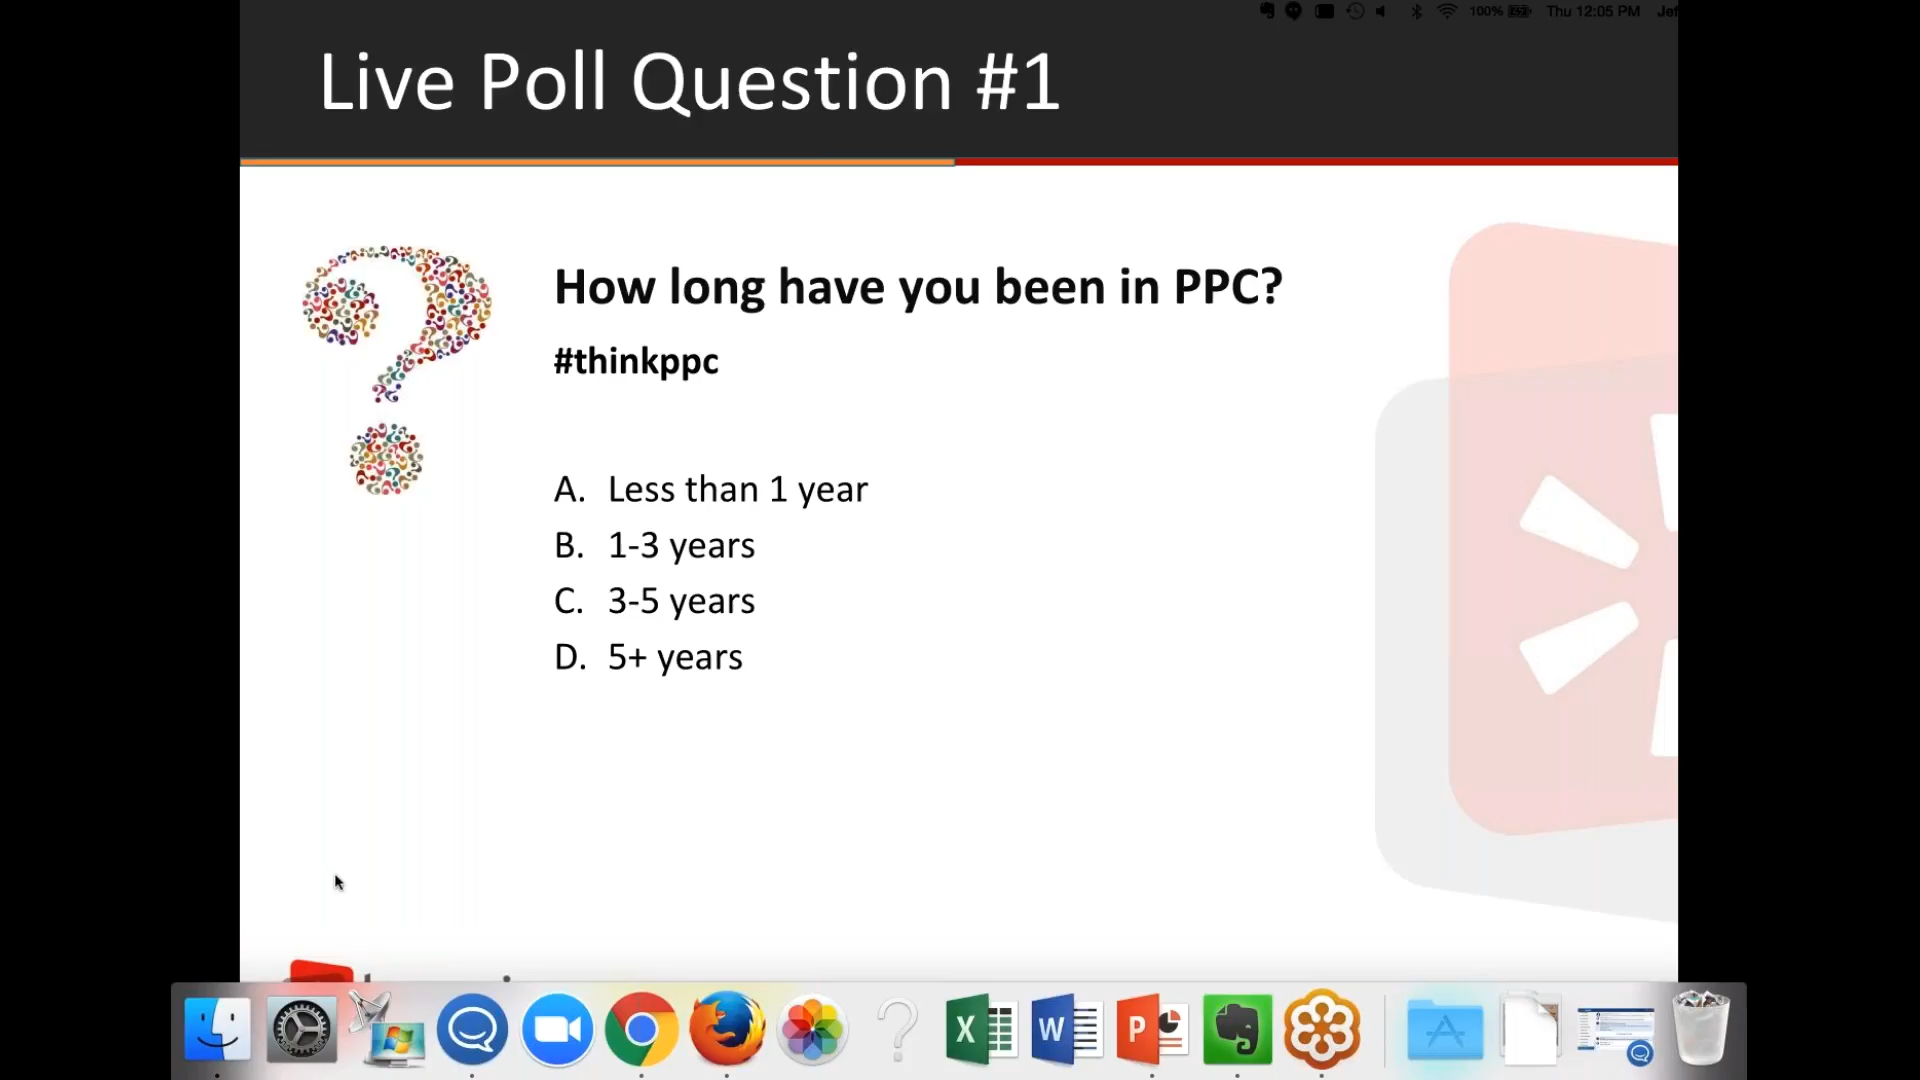 100% Thu 12:05 PM Jef
Live Poll Question #1
How long have you been in PPC?
#thinkppc
A. Less than 1 year
B. 1-3 years
C. 3-5 years
D. 5+ years